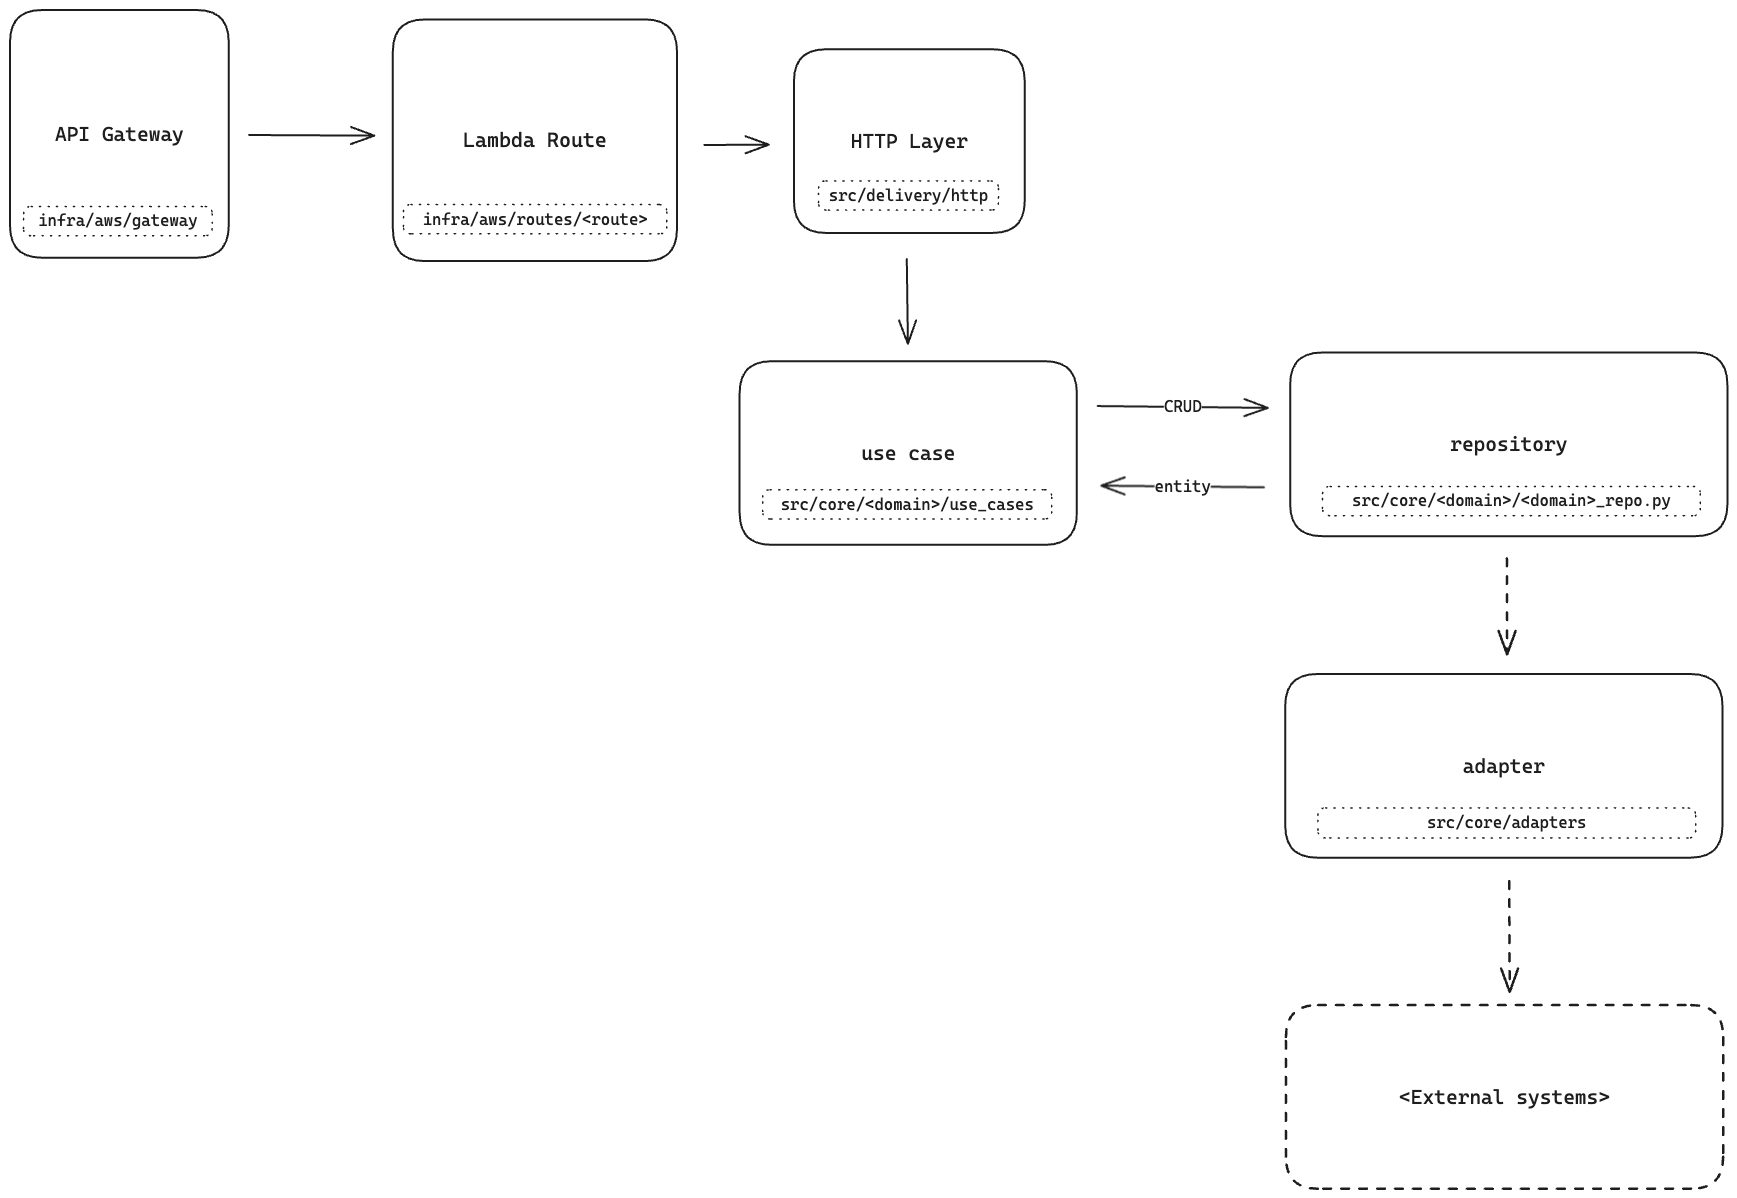 API Gateway
infra/aws/gateway
Lambda Route
infra/aws/routes/<route>
HTTP Layer
src/delivery/http
use case
src/core/<domain>/use_cases
CRUD
entity
repository
src/core/<domain>/<domain>_repo.py
adapter
src/core/adapters
<External systems>